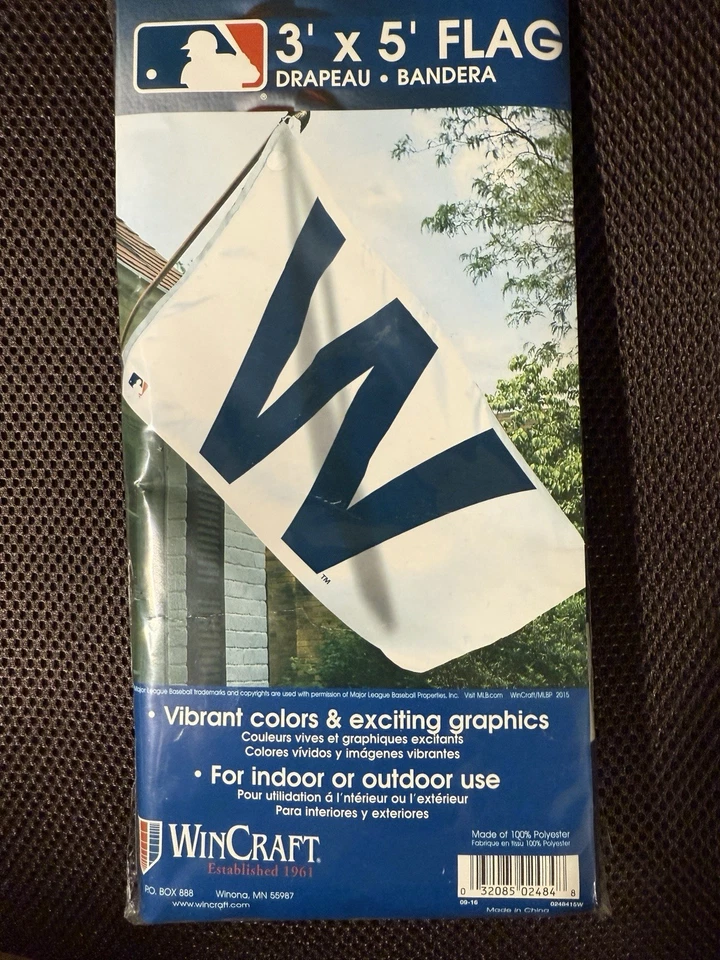 3' x 5' FLAG
DRAPEAU • BANDERA
®
W
TM
Major League Baseball trademarks and copyrights are used with permission of Major League Baseball Properties, Inc. Visit MLB.com WinCraft/MLBP 2015
• Vibrant colors & exciting graphics
Couleurs vives et graphiques excitants
Colores vívidos y imágenes vibrantes
• For indoor or outdoor use
Pour utilidation á l'ntérieur ou l'extérieur
Para interiores y exteriores
WINCRAFT®
Established 1961
P.O. BOX 888 Winona, MN 55987
www.wincraft.com
Made of 100% Polyester
Fabrique en tissu 100% Polyester
0 32085 02484 8
09-16 0248415W
Made in China